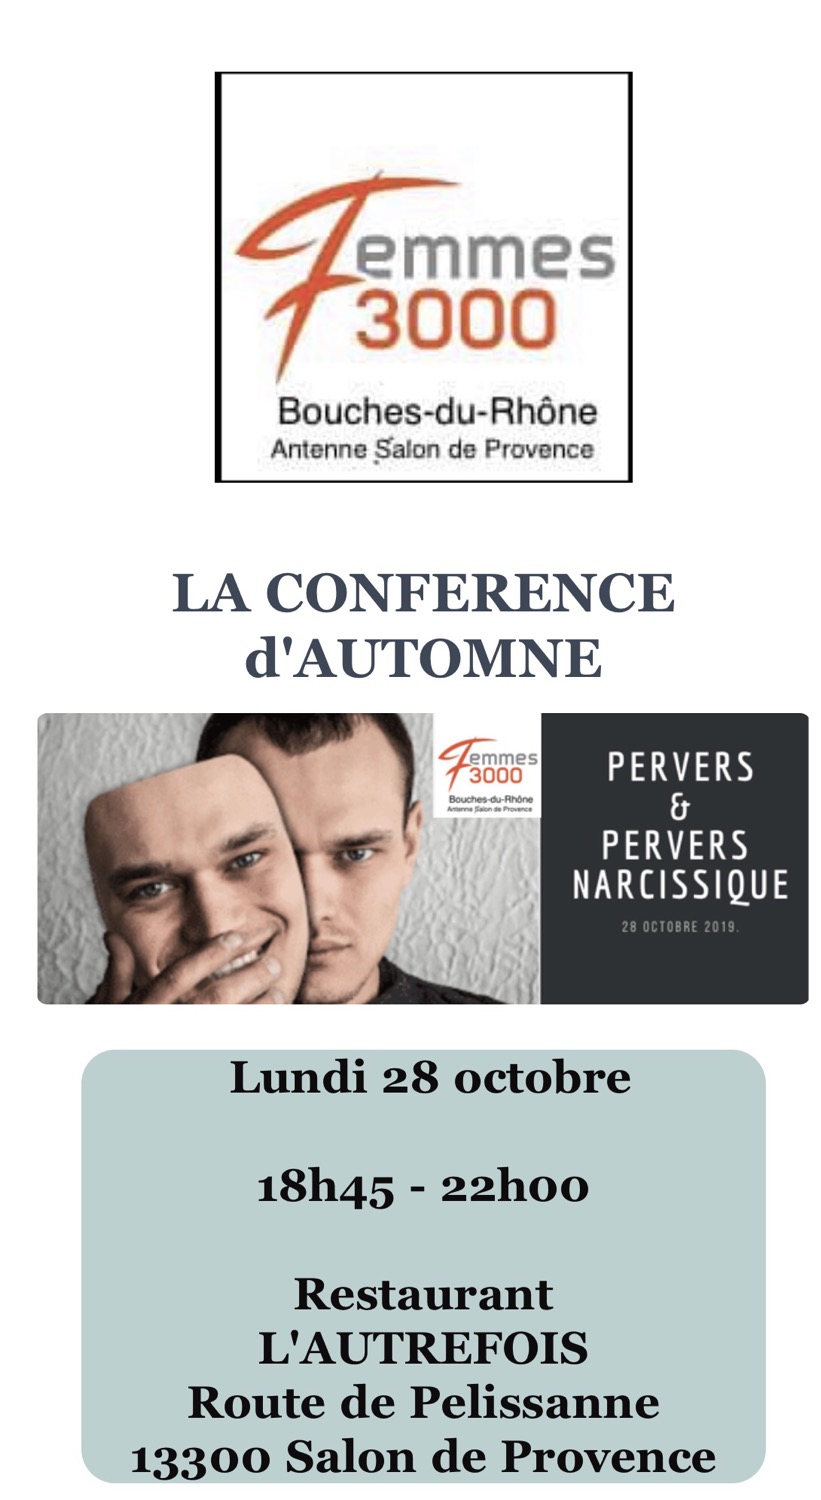 Femmes
3000
Bouches-du-Rhône
Antenne Salon de Provence
LA CONFERENCE
d'AUTOMNE
Femmes
3000
Bouches-du-Rhône
Antenne Salon de Provence
PERVERS
&
PERVERS
NARCISSIQUE
28 OCTOBRE 2019.
Lundi 28 octobre
18h45 - 22h00
Restaurant
L'AUTREFOIS
Route de Pelissanne
13300 Salon de Provence